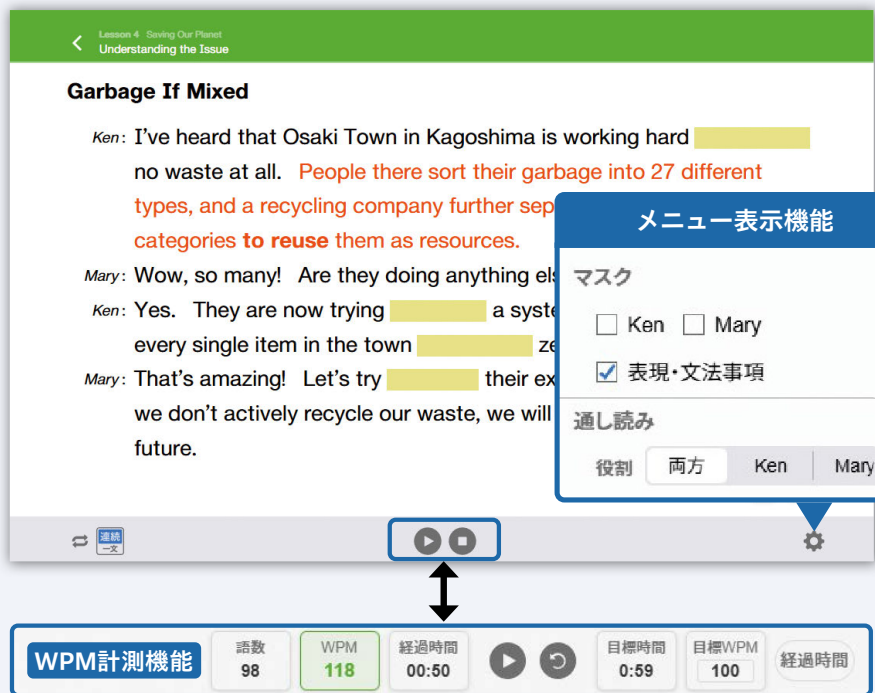 Lesson 4 Saving Our Planet
Understanding the Issue
Garbage If Mixed
Ken: I've heard that Osaki Town in Kagoshima is working hard
no waste at all. People there sort their garbage into 27 different
types, and a recycling company further sep
categories to reuse them as resources.
Mary: Wow, so many! Are they doing anything els
Ken: Yes. They are now trying a syste
every single item in the town ze
Mary: That's amazing! Let's try their ex
we don't actively recycle our waste, we will
future.
メニュー表示機能
マスク
Ken Mary
表現・文法事項
通し読み
役割 両方 Ken Mary
連続
一文
WPM計測機能
語数 98
WPM 118
経過時間 00:50
目標時間 0:59
目標WPM 100
経過時間